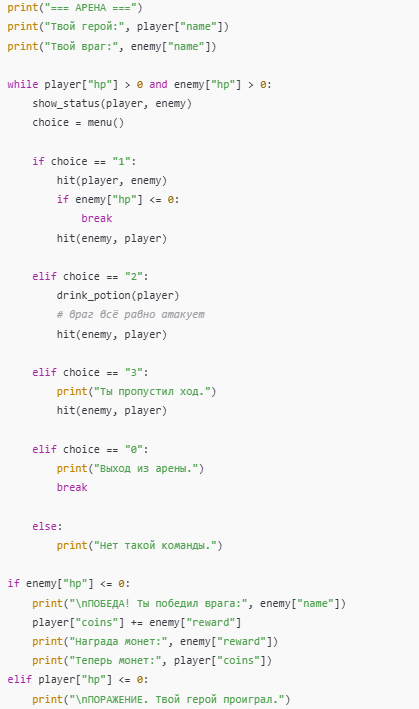 print("=== АРЕНА ===")
print("Твой герой:", player["name"])
print("Твой враг:", enemy["name"])

while player["hp"] > 0 and enemy["hp"] > 0:
    show_status(player, enemy)
    choice = menu()

    if choice == "1":
        hit(player, enemy)
        if enemy["hp"] <= 0:
            break
        hit(enemy, player)

    elif choice == "2":
        drink_potion(player)
        # враг всё равно атакует
        hit(enemy, player)

    elif choice == "3":
        print("Ты пропустил ход.")
        hit(enemy, player)

    elif choice == "0":
        print("Выход из арены.")
        break

    else:
        print("Нет такой команды.")

if enemy["hp"] <= 0:
    print("\nПОБЕДА! Ты победил врага:", enemy["name"])
    player["coins"] += enemy["reward"]
    print("Награда монет:", enemy["reward"])
    print("Теперь монет:", player["coins"])
elif player["hp"] <= 0:
    print("\nПОРАЖЕНИЕ. Твой герой проиграл.")